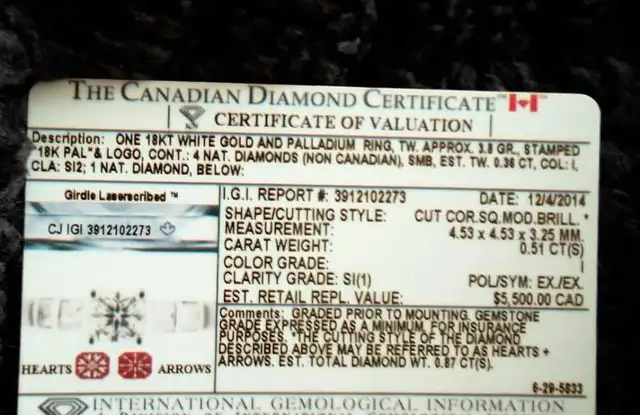 THE CANADIAN DIAMOND CERTIFICATE™
CERTIFICATE OF VALUATION
Description: ONE 18KT WHITE GOLD AND PALLADIUM RING, TW. APPROX. 3.8 GR., STAMPED
"18K PAL" & LOGO, CONT.: 4 NAT. DIAMONDS (NON CANADIAN), SMB, EST. TW. 0.36 CT, COL: I,
CLA: SI2; 1 NAT. DIAMOND, BELOW:
Girdle Laserscribed ™
CJ IGI 3912102273
HEARTS ARROWS
I.G.I. REPORT #: 3912102273 DATE: 12/4/2014
SHAPE/CUTTING STYLE: CUT COR.SQ.MOD.BRILL. *
MEASUREMENT: 4.53 x 4.53 x 3.25 MM.
CARAT WEIGHT: 0.51 CT(S)
COLOR GRADE: I
CLARITY GRADE: SI(1) POL/SYM: EX./EX.
EST. RETAIL REPL. VALUE: $5,500.00 CAD
Comments: GRADED PRIOR TO MOUNTING. GEMSTONE
GRADE EXPRESSED AS A MINIMUM, FOR INSURANCE
PURPOSES. *THE CUTTING STYLE OF THE DIAMOND
DESCRIBED ABOVE MAY BE REFERRED TO AS HEARTS +
ARROWS. EST. TOTAL DIAMOND WT. 0.87 CT(S).
6-29-5833
INTERNATIONAL GEMOLOGICAL INFORMATION
A DIVISION OF INTERNATIONAL